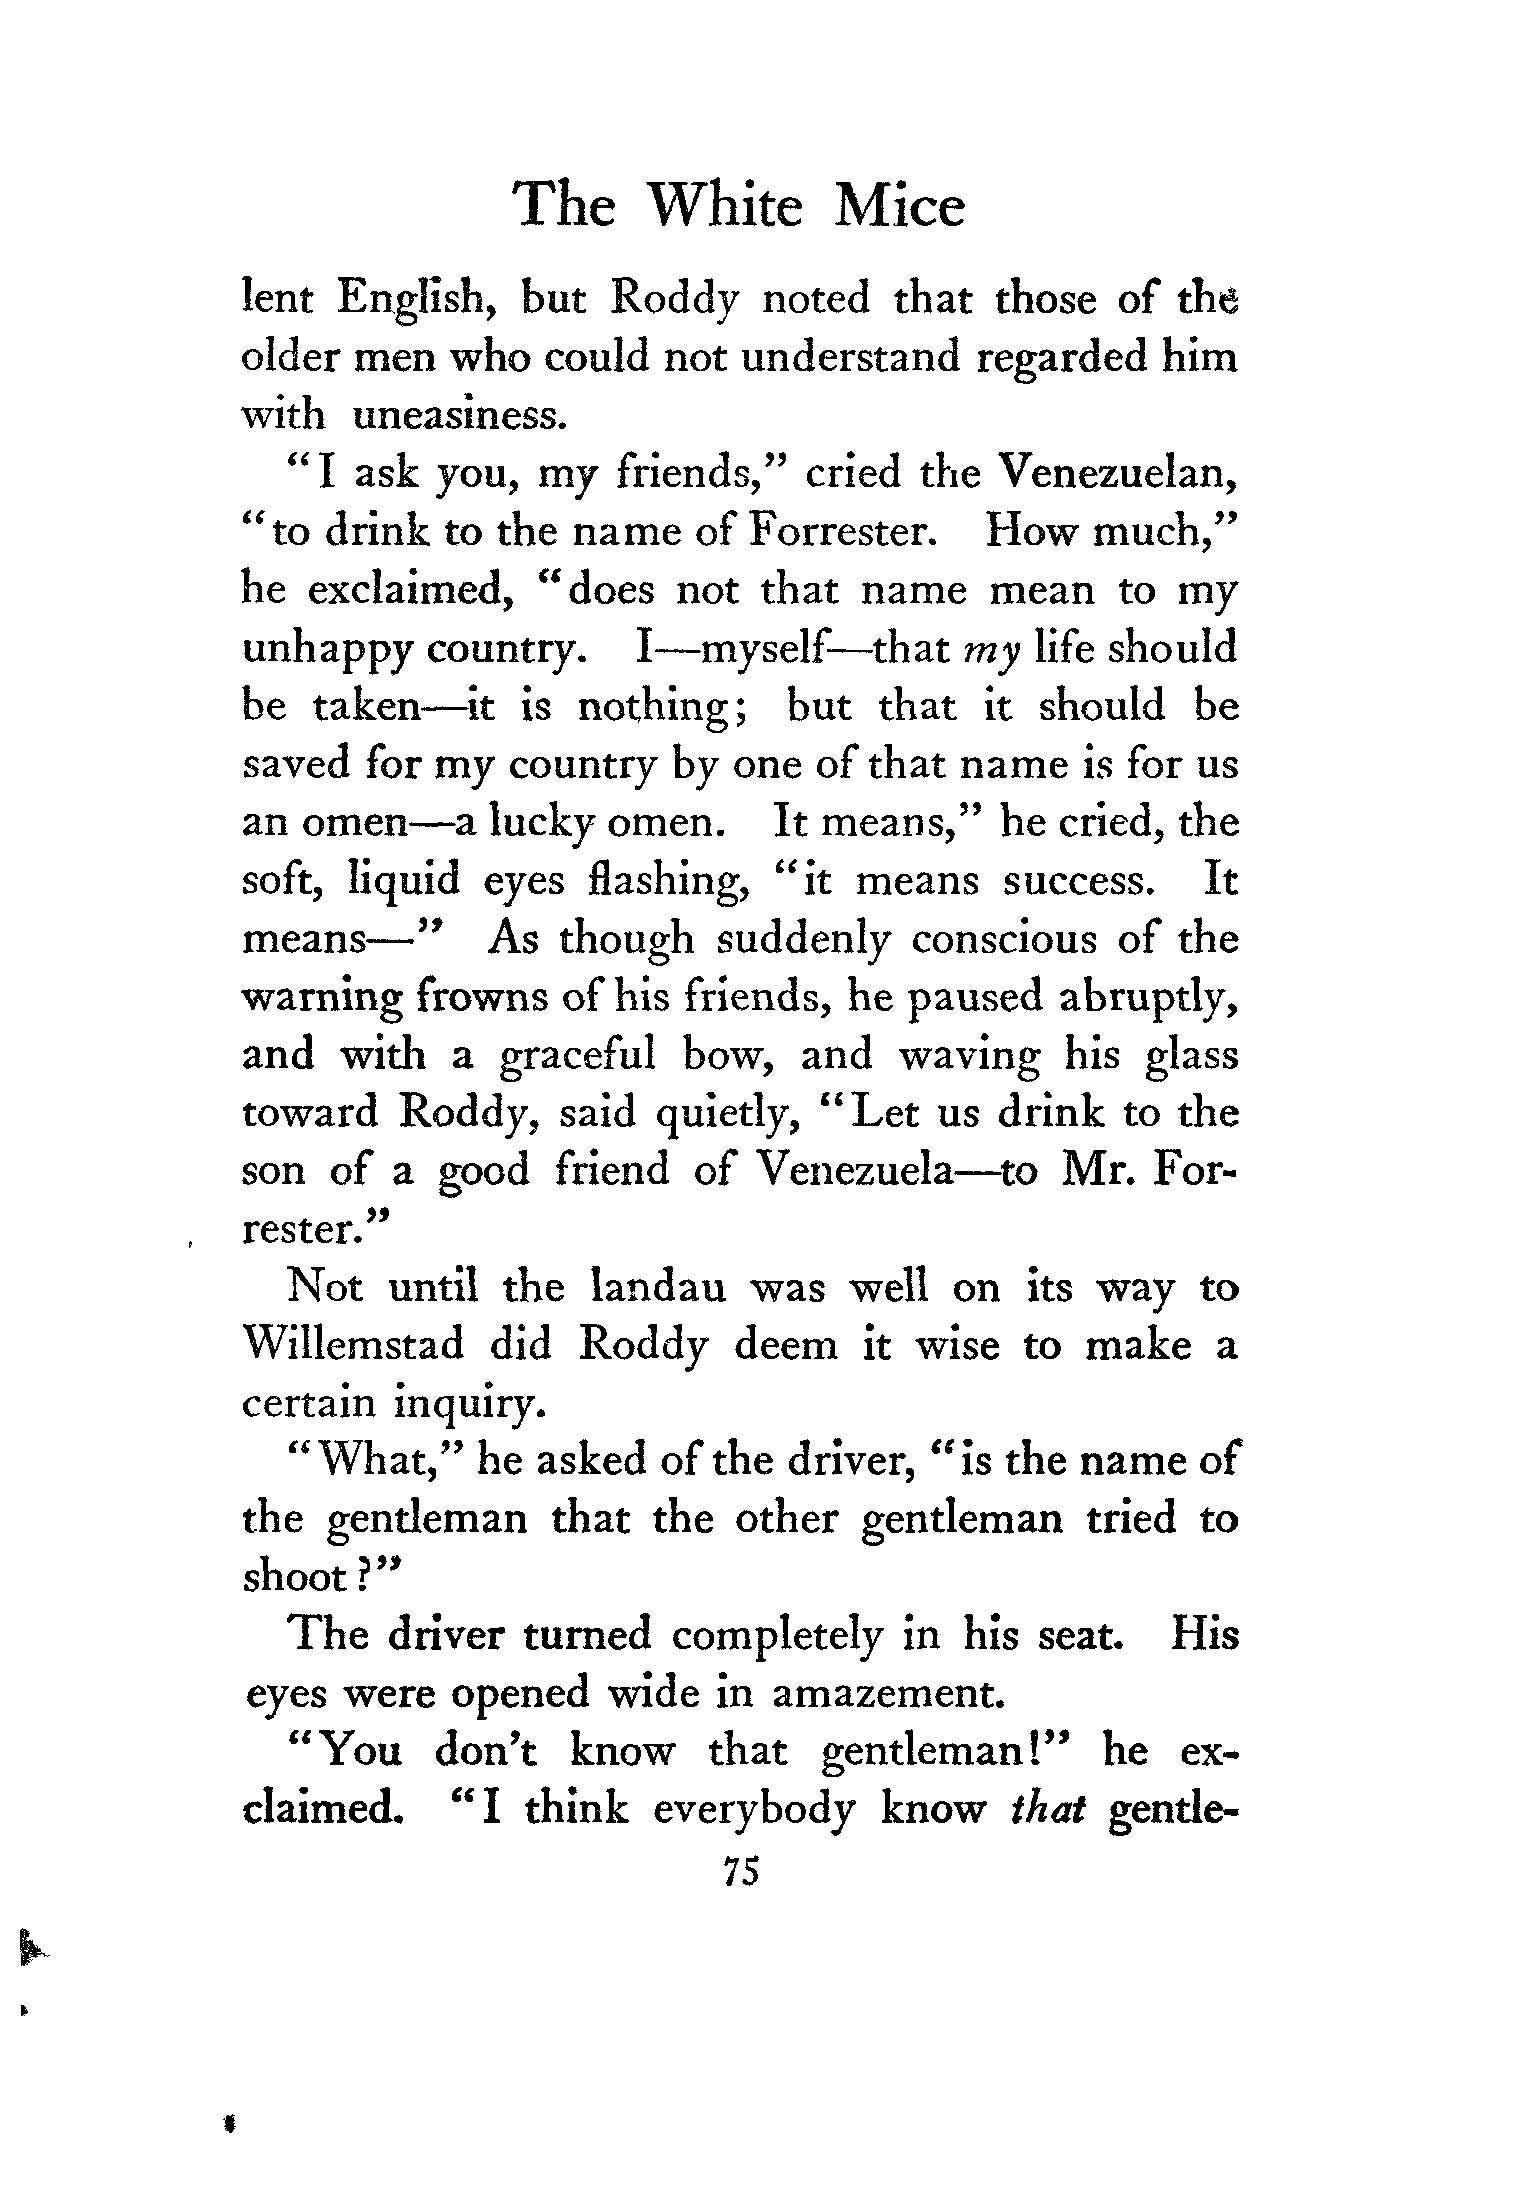 The White Mice
lent English, but Roddy noted that those of the
older men who could not understand regarded him
with uneasiness.
“I ask you, my friends,” cried the Venezuelan,
“to drink to the name of Forrester. How much,”
he exclaimed, “does not that name mean to my
unhappy country. I—myself—that my life should
be taken—it is nothing; but that it should be
saved for my country by one of that name is for us
an omen—a lucky omen. It means,” he cried, the
soft, liquid eyes flashing, “it means success. It
means—” As though suddenly conscious of the
warning frowns of his friends, he paused abruptly,
and with a graceful bow, and waving his glass
toward Roddy, said quietly, “Let us drink to the
son of a good friend of Venezuela—to Mr. For-
rester.”
Not until the landau was well on its way to
Willemstad did Roddy deem it wise to make a
certain inquiry.
“What,” he asked of the driver, “is the name of
the gentleman that the other gentleman tried to
shoot?”
The driver turned completely in his seat. His
eyes were opened wide in amazement.
“You don’t know that gentleman!” he ex-
claimed. “I think everybody know that gentle-
75